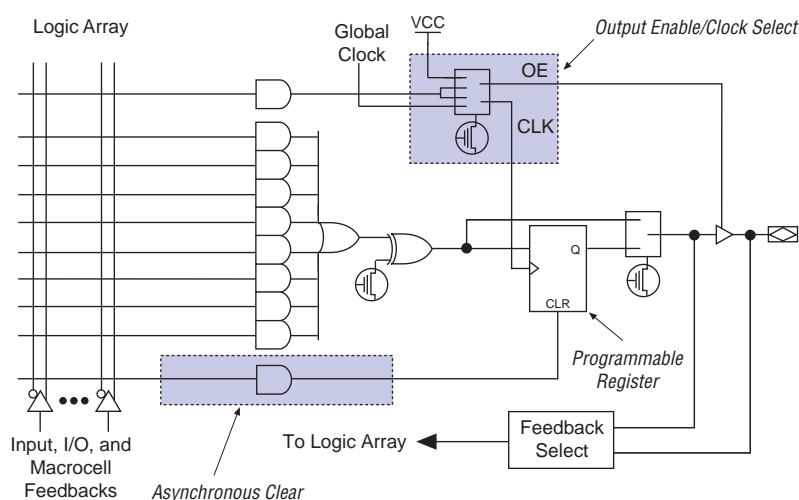 Logic Array
Global
Clock
VCC
Output Enable/Clock Select
OE
CLK
Q
CLR
Programmable
Register
Input, I/O, and
Macrocell
Feedbacks
Asynchronous Clear
To Logic Array
Feedback
Select